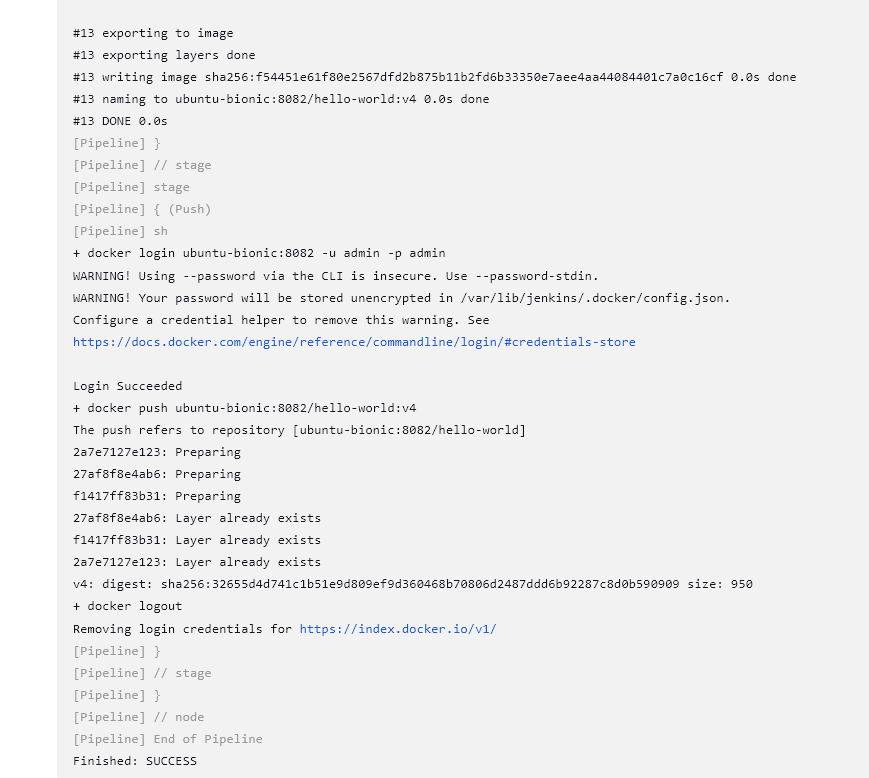 #13 exporting to image
#13 exporting layers done
#13 writing image sha256:f54451e61f80e2567dfd2b875b11b2fd6b33350e7aee4aa44084401c7a0c16cf 0.0s done
#13 naming to ubuntu-bionic:8082/hello-world:v4 0.0s done
#13 DONE 0.0s
[Pipeline] }
[Pipeline] // stage
[Pipeline] stage
[Pipeline] { (Push)
[Pipeline] sh
+ docker login ubuntu-bionic:8082 -u admin -p admin
WARNING! Using --password via the CLI is insecure. Use --password-stdin.
WARNING! Your password will be stored unencrypted in /var/lib/jenkins/.docker/config.json.
Configure a credential helper to remove this warning. See
https://docs.docker.com/engine/reference/commandline/login/#credentials-store
Login Succeeded
+ docker push ubuntu-bionic:8082/hello-world:v4
The push refers to repository [ubuntu-bionic:8082/hello-world]
2a7e7127e123: Preparing
27af8f8e4ab6: Preparing
f1417ff83b31: Preparing
27af8f8e4ab6: Layer already exists
f1417ff83b31: Layer already exists
2a7e7127e123: Layer already exists
v4: digest: sha256:32655d4d741c1b51e9d809ef9d360468b70806d2487ddd6b92287c8d0b590909 size: 950
+ docker logout
Removing login credentials for https://index.docker.io/v1/
[Pipeline] }
[Pipeline] // stage
[Pipeline] }
[Pipeline] // node
[Pipeline] End of Pipeline
Finished: SUCCESS